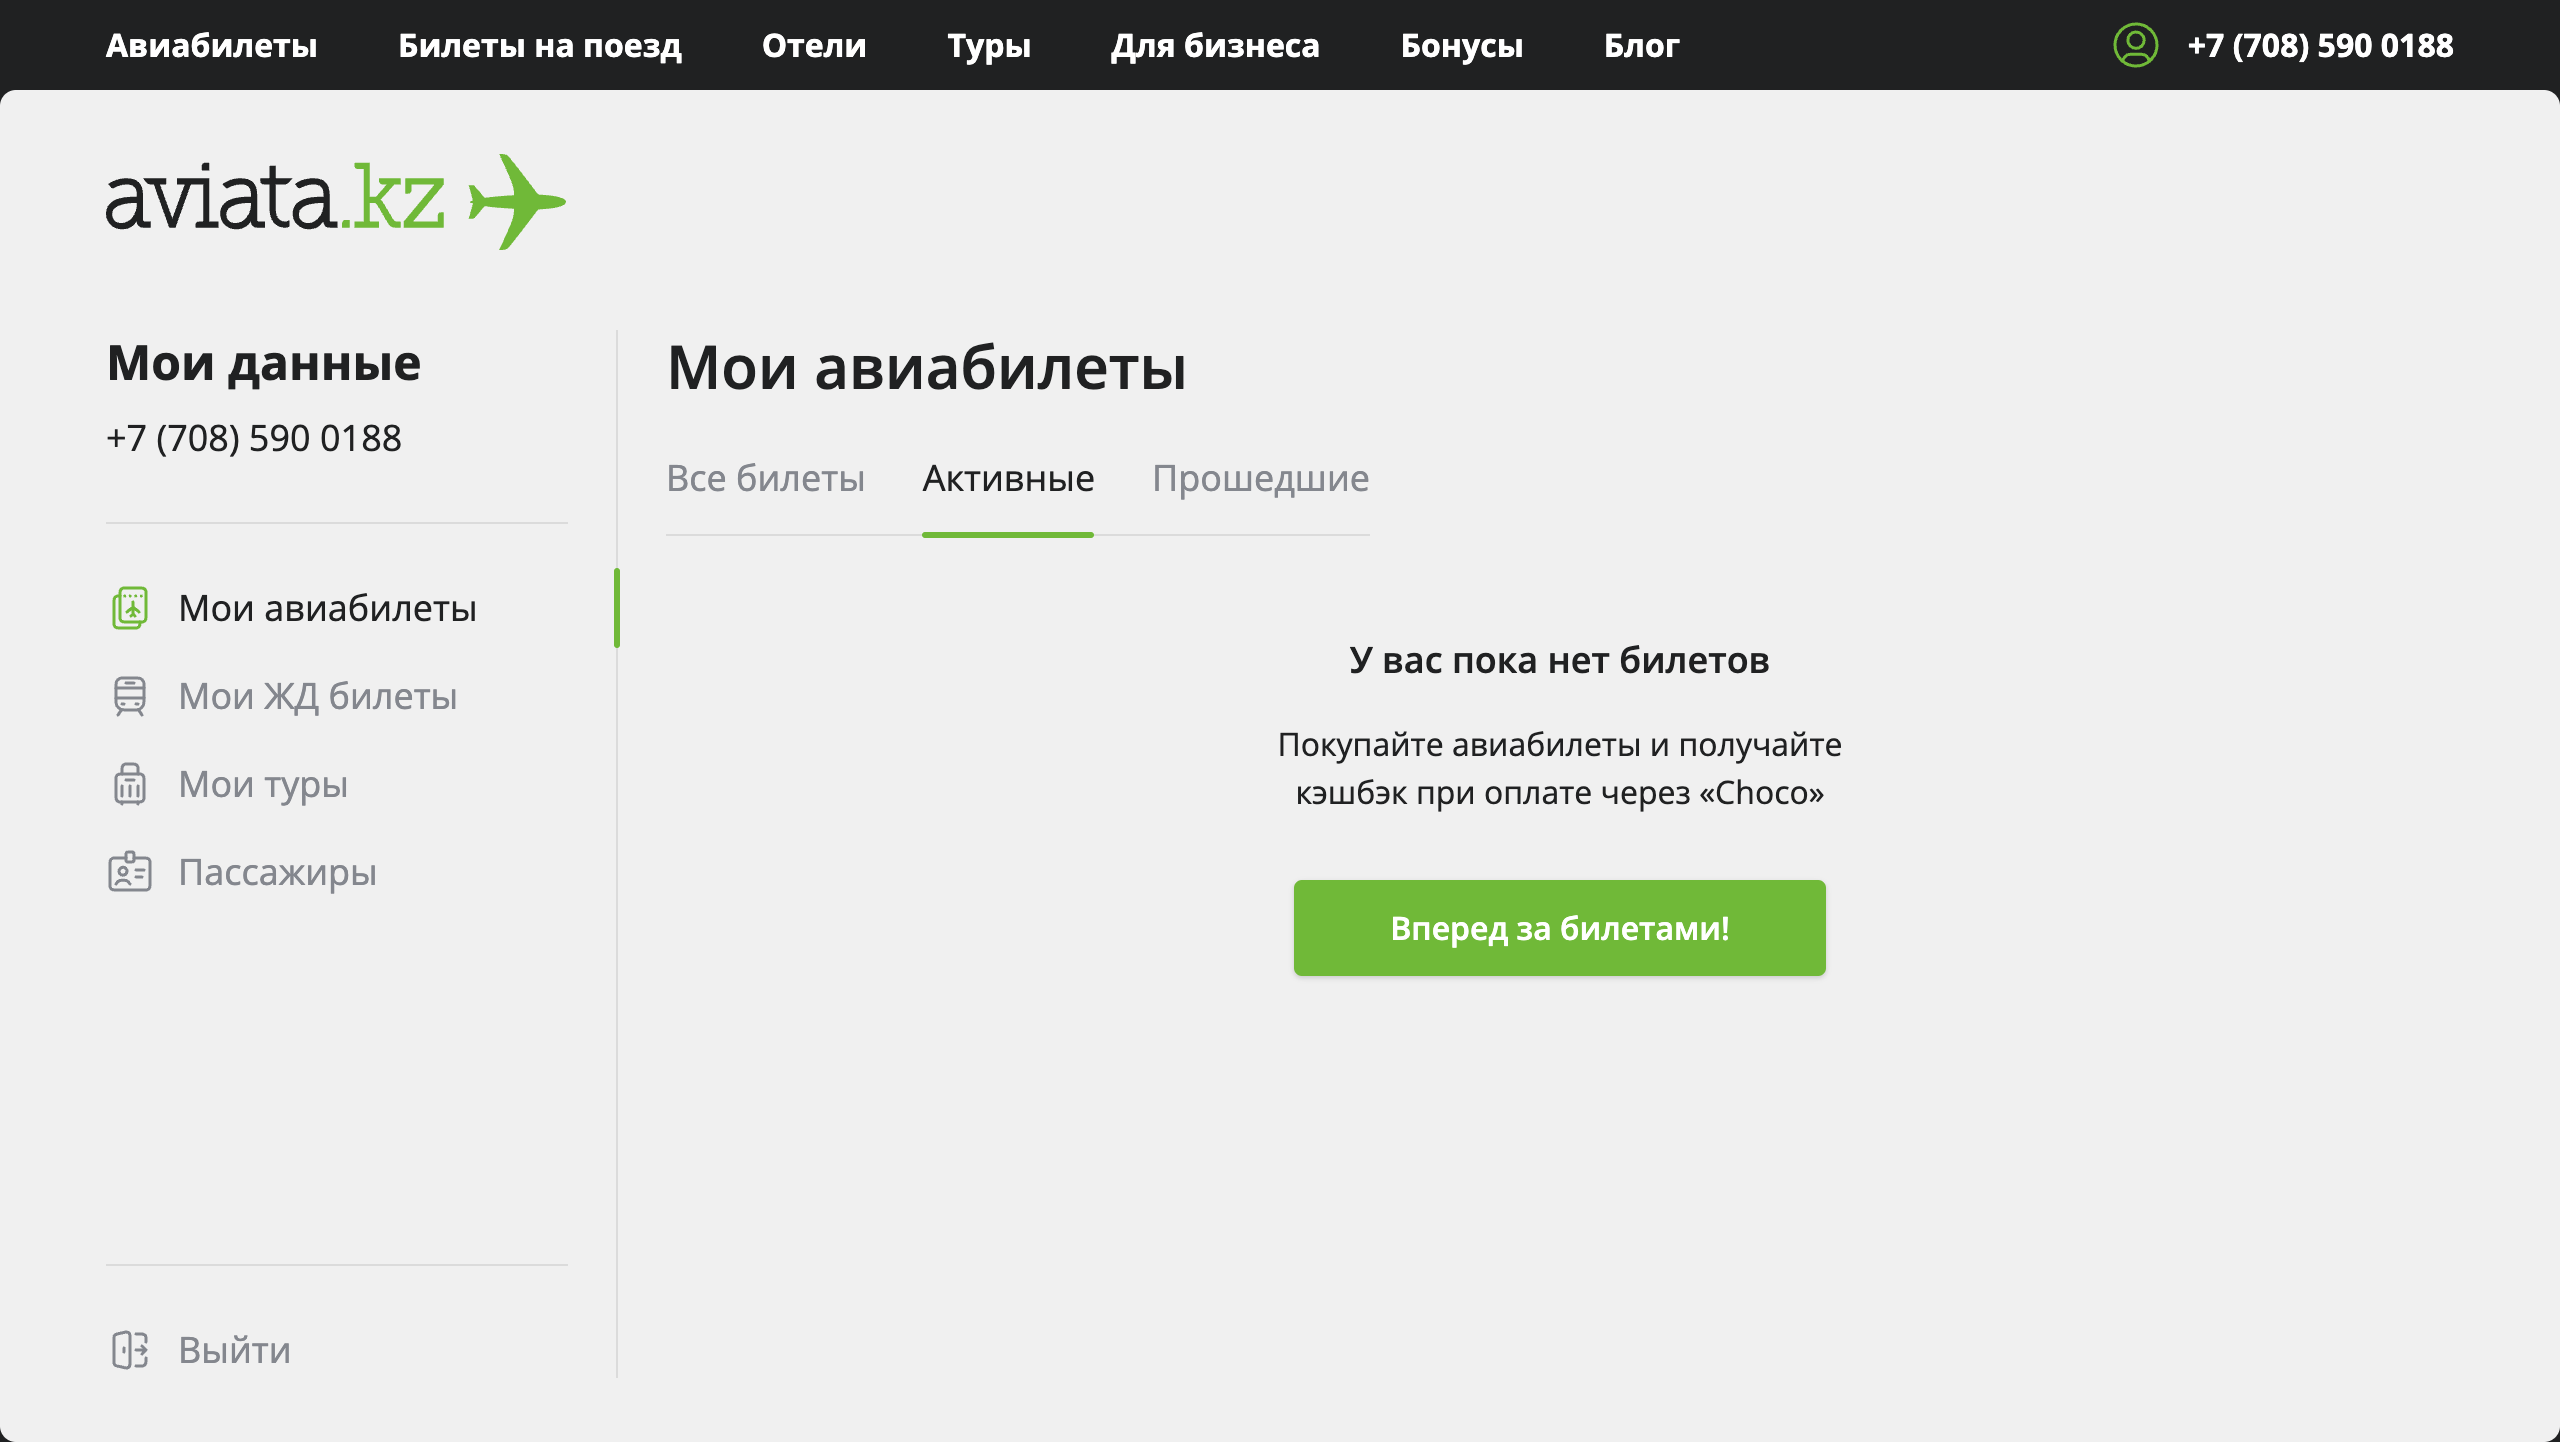 Авиабилеты Билеты на поезд Отели Туры Для бизнеса Бонусы Блог +7 (708) 590 0188
aviata.kz
Мои данные
+7 (708) 590 0188
Мои авиабилеты
Мои ЖД билеты
Мои туры
Пассажиры
Выйти
Мои авиабилеты
Все билеты Активные Прошедшие
У вас пока нет билетов
Покупайте авиабилеты и получайте
кэшбэк при оплате через «Choco»
Вперед за билетами!